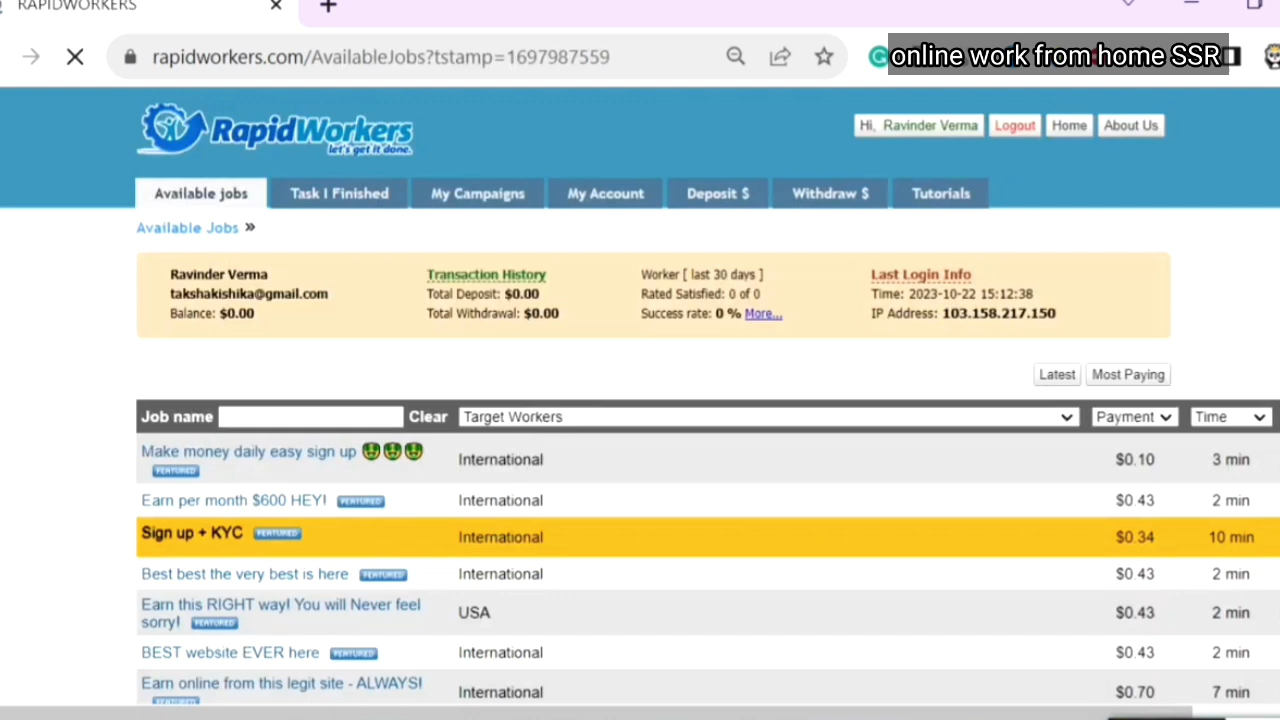 RAPIDWORKERS
rapidworkers.com/AvailableJobs?tstamp=1697987559
online work from home SSR
RapidWorkers
let's get it done.
Hi, Ravinder Verma Logout Home About Us
Available jobs Task I Finished My Campaigns My Account Deposit $ Withdraw $ Tutorials
Available Jobs »
Ravinder Verma Transaction History Worker [ last 30 days ] Last Login Info
takshakishika@gmail.com Total Deposit: $0.00 Rated Satisfied: 0 of 0 Time: 2023-10-22 15:12:38
Balance: $0.00 Total Withdrawal: $0.00 Success rate: 0 % More... IP Address: 103.158.217.150
Latest Most Paying
Job name Clear Target Workers Payment Time
Make money daily easy sign up 🤑🤑🤑
FEATURED International $0.10 3 min
Earn per month $600 HEY! FEATURED International $0.43 2 min
Sign up + KYC FEATURED International $0.34 10 min
Best best the very best is here FEATURED International $0.43 2 min
Earn this RIGHT way! You will Never feel
sorry! FEATURED USA $0.43 2 min
BEST website EVER here FEATURED International $0.43 2 min
Earn online from this legit site - ALWAYS!
FEATURED International $0.70 7 min